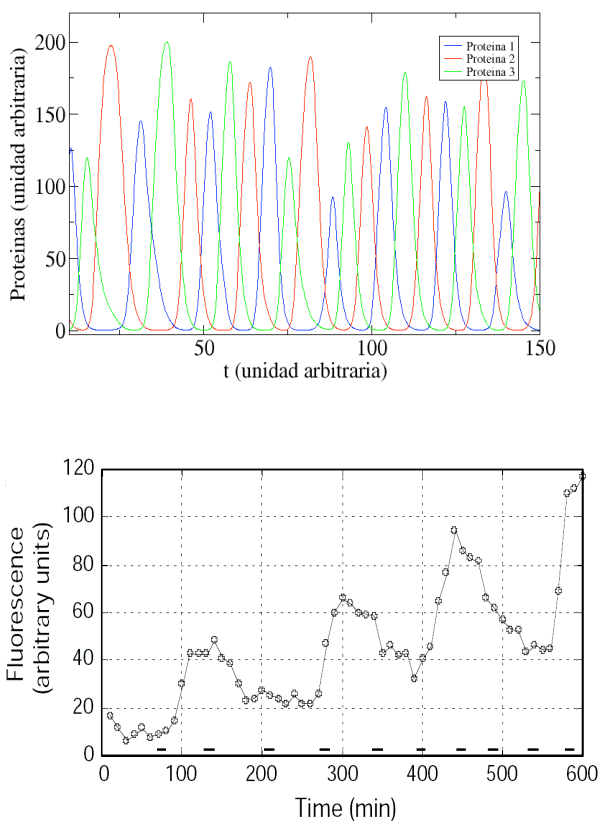 200
150
100
50
0
Proteinas (unidad arbitraria)
Proteina 1
Proteina 2
Proteina 3
50
100
150
t (unidad arbitraria)
120
100
80
60
40
20
0
Fluorescence
(arbitrary units)
0
100
200
300
400
500
600
Time (min)